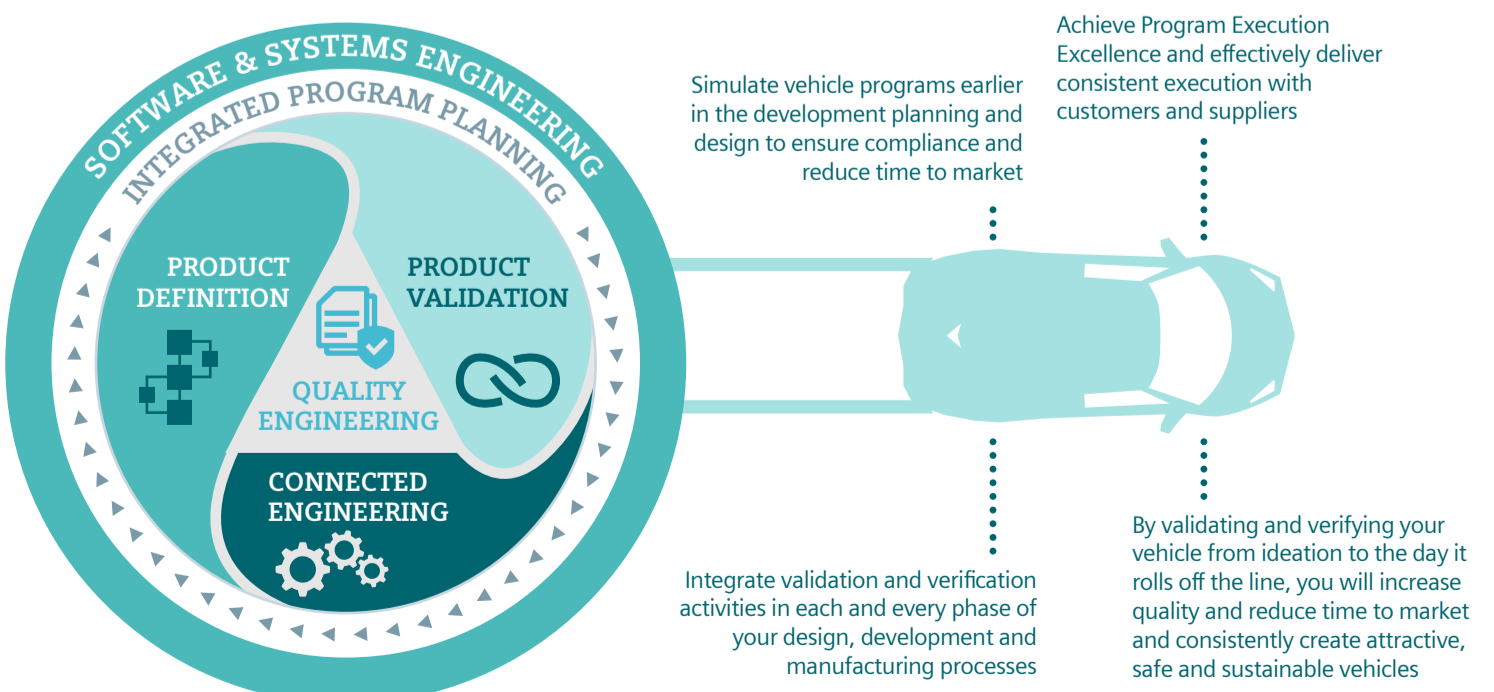 SOFTWARE & SYSTEMS ENGINEERING
INTEGRATED PROGRAM PLANNING
PRODUCT
DEFINITION
PRODUCT
VALIDATION
QUALITY
ENGINEERING
CONNECTED
ENGINEERING
Simulate vehicle programs earlier
in the development planning and
design to ensure compliance and
reduce time to market
Achieve Program Execution
Excellence and effectively deliver
consistent execution with
customers and suppliers
Integrate validation and verification
activities in each and every phase of
your design, development and
manufacturing processes
By validating and verifying your
vehicle from ideation to the day it
rolls off the line, you will increase
quality and reduce time to market
and consistently create attractive,
safe and sustainable vehicles